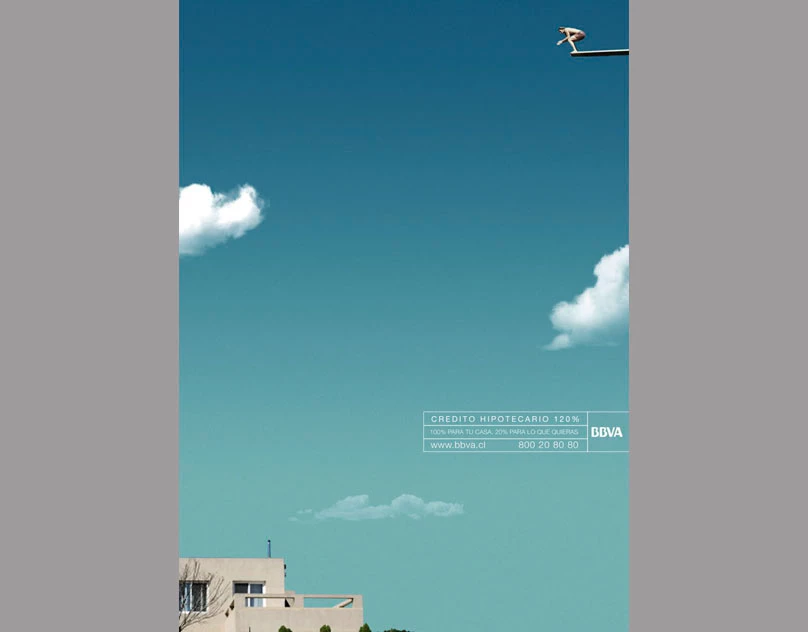 CREDITO HIPOTECARIO 120%
100% PARA TU CASA, 20% PARA LO QUE QUIERAS
www.bbva.cl 800 20 80 80
BBVA